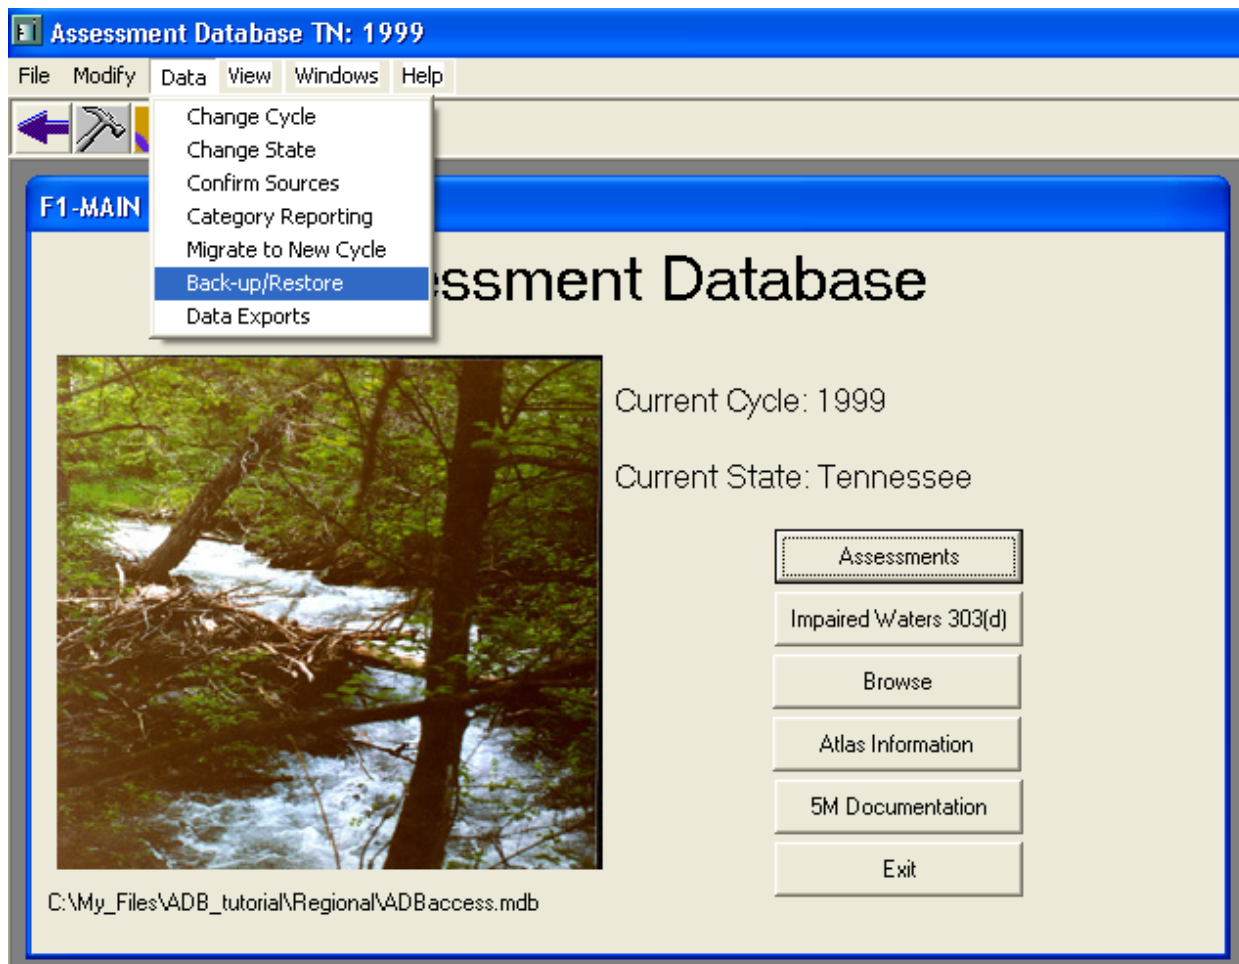 Assessment Database TN: 1999
File Modify Data View Windows Help
Change Cycle
Change State
Confirm Sources
Category Reporting
Migrate to New Cycle
Back-up/Restore
Data Exports
F1-MAIN
essment Database
Current Cycle: 1999
Current State: Tennessee
Assessments
Impaired Waters 303(d)
Browse
Atlas Information
5M Documentation
Exit
C:\My_Files\ADB_tutorial\Regional\ADBaccess.mdb